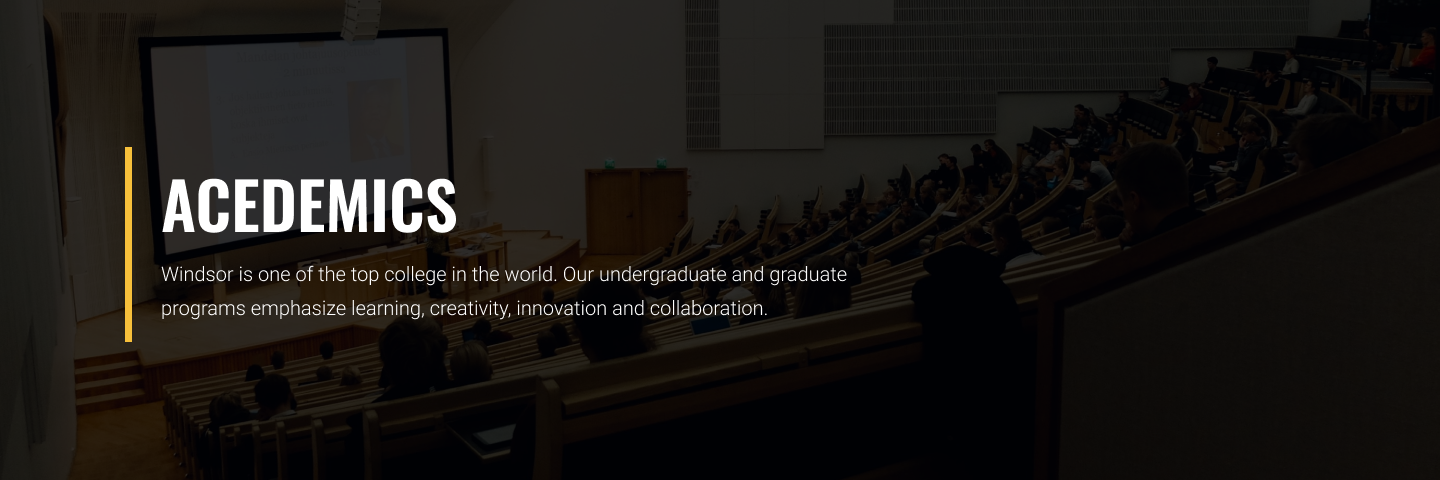 ACEDEMICS
Windsor is one of the top college in the world. Our undergraduate and graduate
programs emphasize learning, creativity, innovation and collaboration.